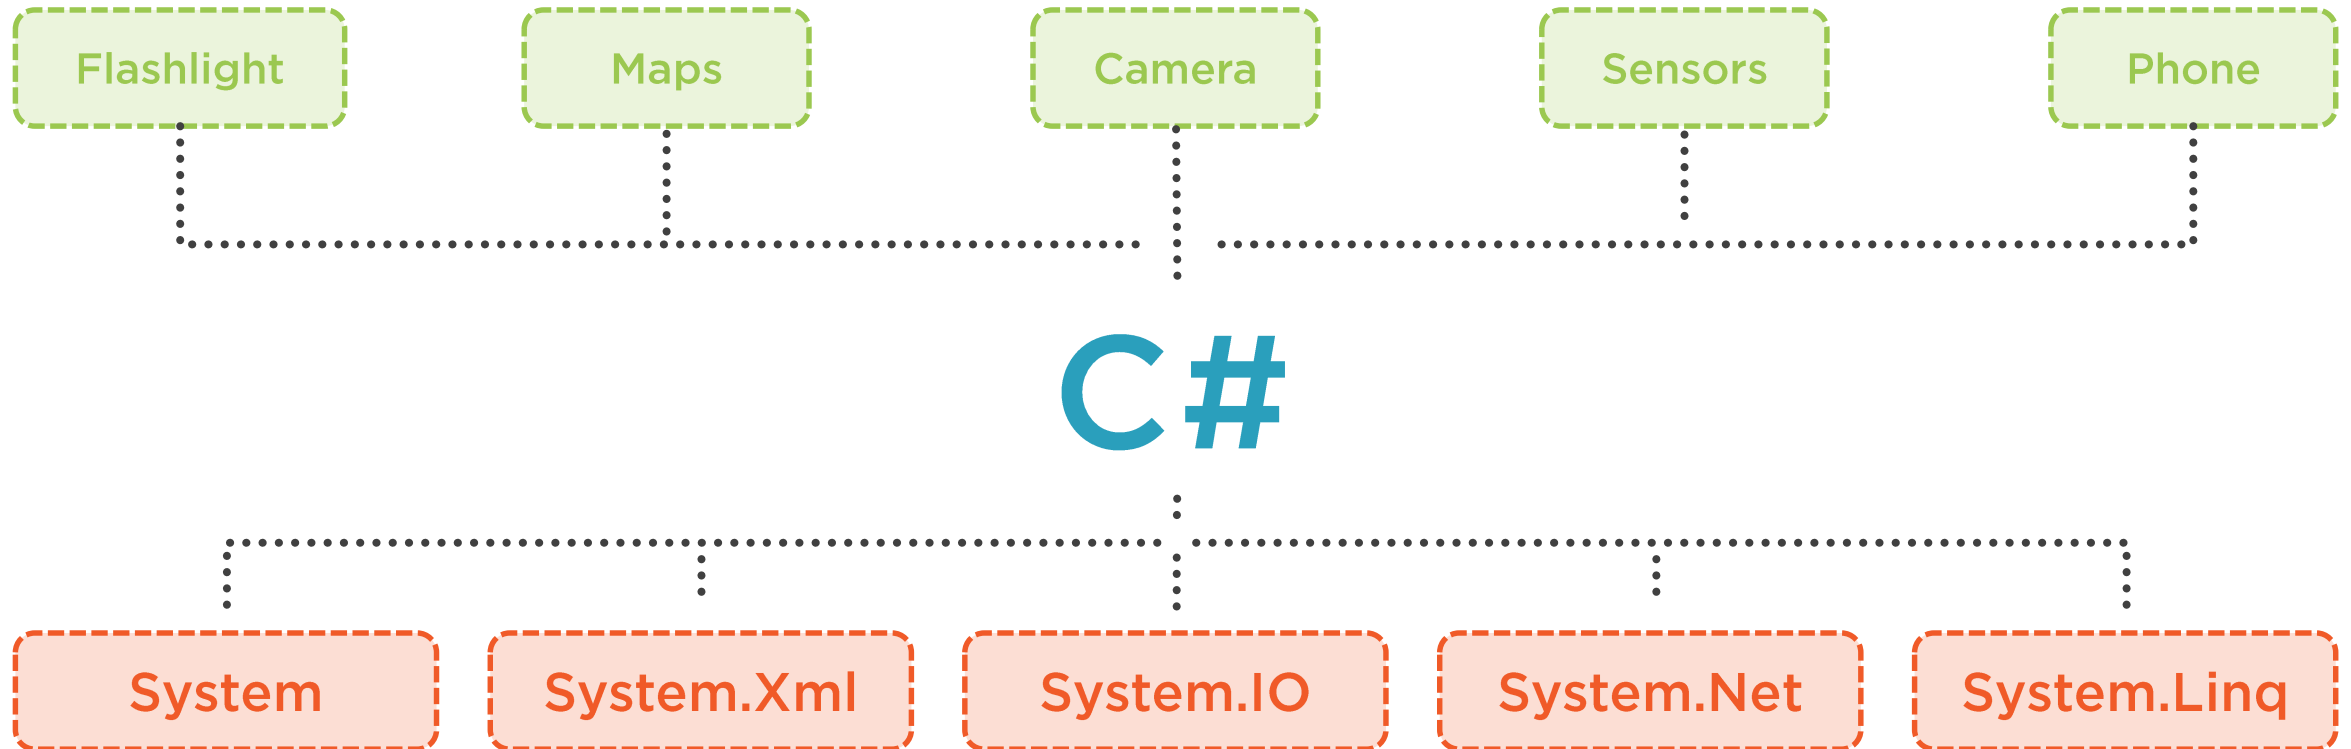 Flashlight
Maps
Camera
Sensors
Phone
C#
System
System.Xml
System.IO
System.Net
System.Linq